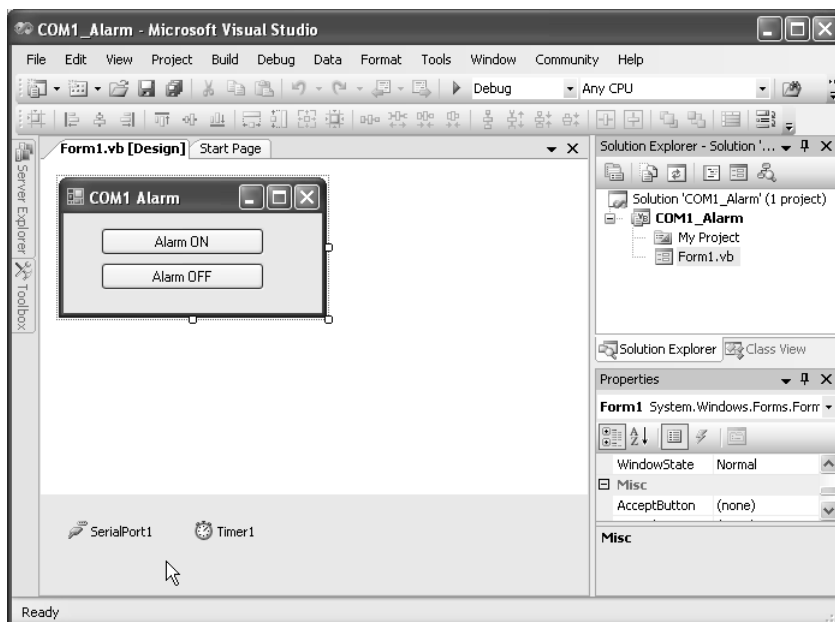 COM1_Alarm - Microsoft Visual Studio
File Edit View Project Build Debug Data Format Tools Window Community Help
Debug Any CPU
Form1.vb [Design] Start Page
Solution Explorer - Solution '...
Server Explorer
Toolbox
COM1 Alarm
Alarm ON
Alarm OFF
Solution 'COM1_Alarm' (1 project)
COM1_Alarm
My Project
Form1.vb
Solution Explorer Class View
Properties
Form1 System.Windows.Forms.Form
WindowState Normal
Misc
AcceptButton (none)
Misc
SerialPort1 Timer1
Ready